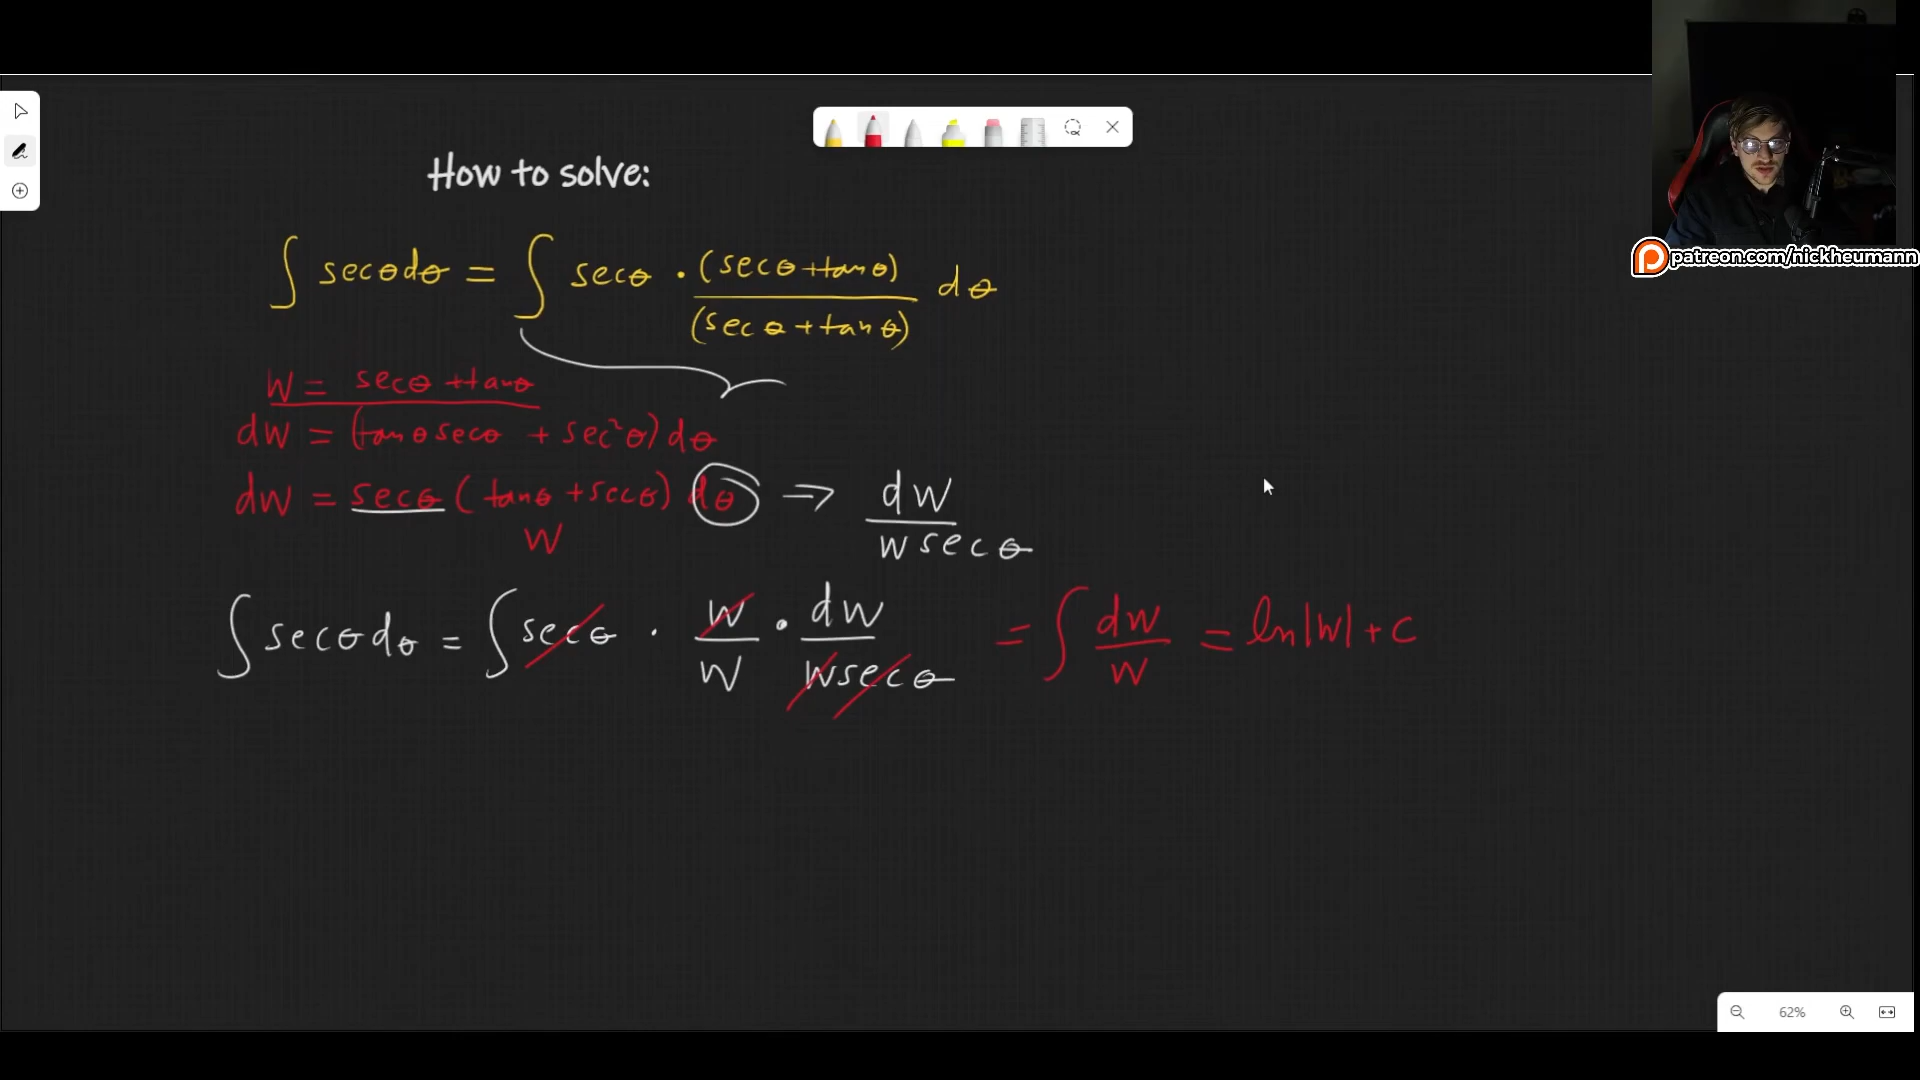 How to solve:
∫ secθdθ = ∫ secθ · (secθ+tanθ)/(secθ+tanθ) dθ
W = secθ+tanθ
dW = (tanθsecθ + sec²θ)dθ
dW = secθ(tanθ+secθ) dθ → dW/wsecθ
W
∫secθdθ = ∫secθ · w/W · dw/wsecθ = ∫dw/w = ln|W|+c
patreon.com/nickheumann
62%